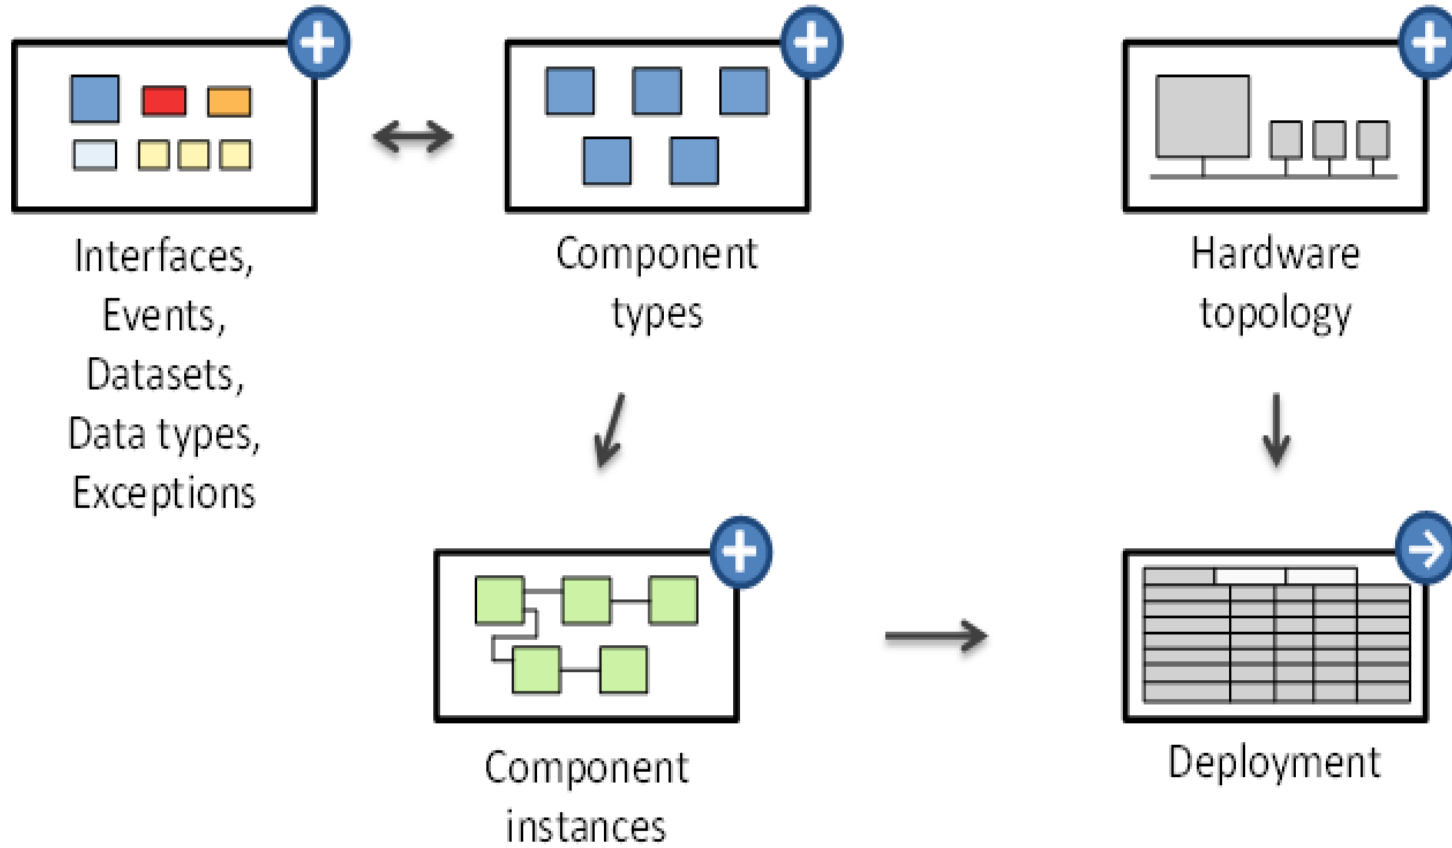 Interfaces,
Events,
Datasets,
Data types,
Exceptions
Component
types
Hardware
topology
Component
instances
Deployment